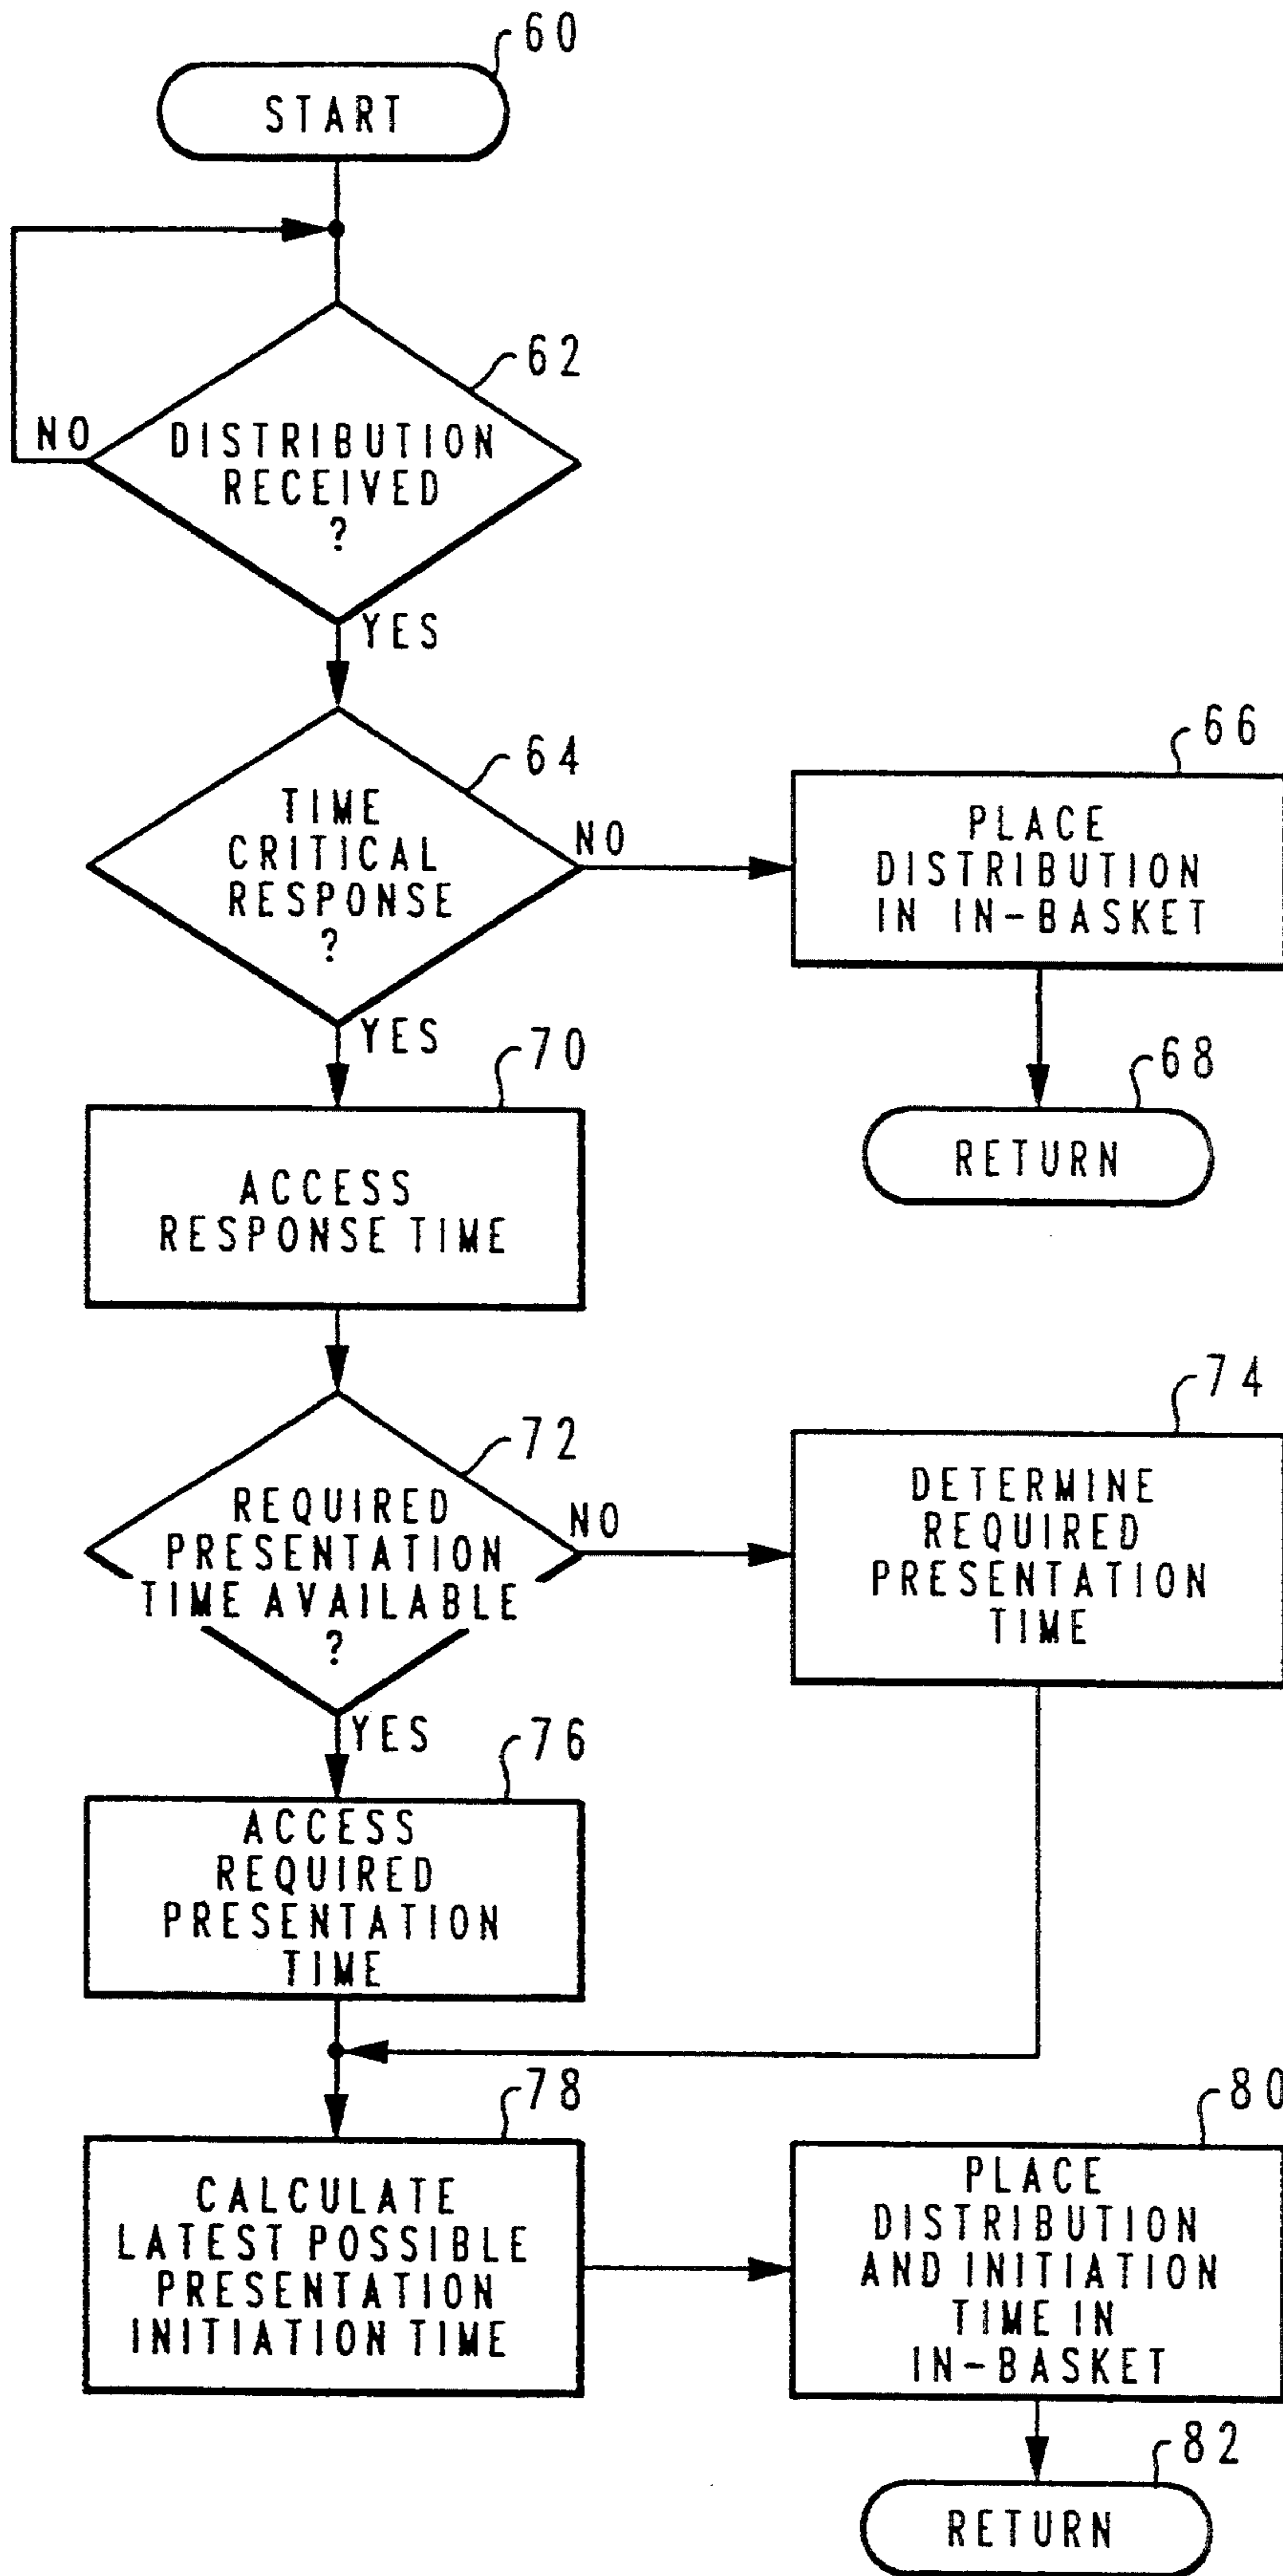 60
START
62
NO
DISTRIBUTION
RECEIVED
?
YES
64
TIME
CRITICAL
RESPONSE
?
NO
66
PLACE
DISTRIBUTION
IN IN-BASKET
YES
70
ACCESS
RESPONSE TIME
68
RETURN
72
REQUIRED
PRESENTATION
TIME AVAILABLE
?
NO
74
DETERMINE
REQUIRED
PRESENTATION
TIME
YES
76
ACCESS
REQUIRED
PRESENTATION
TIME
78
CALCULATE
LATEST POSSIBLE
PRESENTATION
INITIATION TIME
80
PLACE
DISTRIBUTION
AND INITIATION
TIME IN
IN-BASKET
82
RETURN